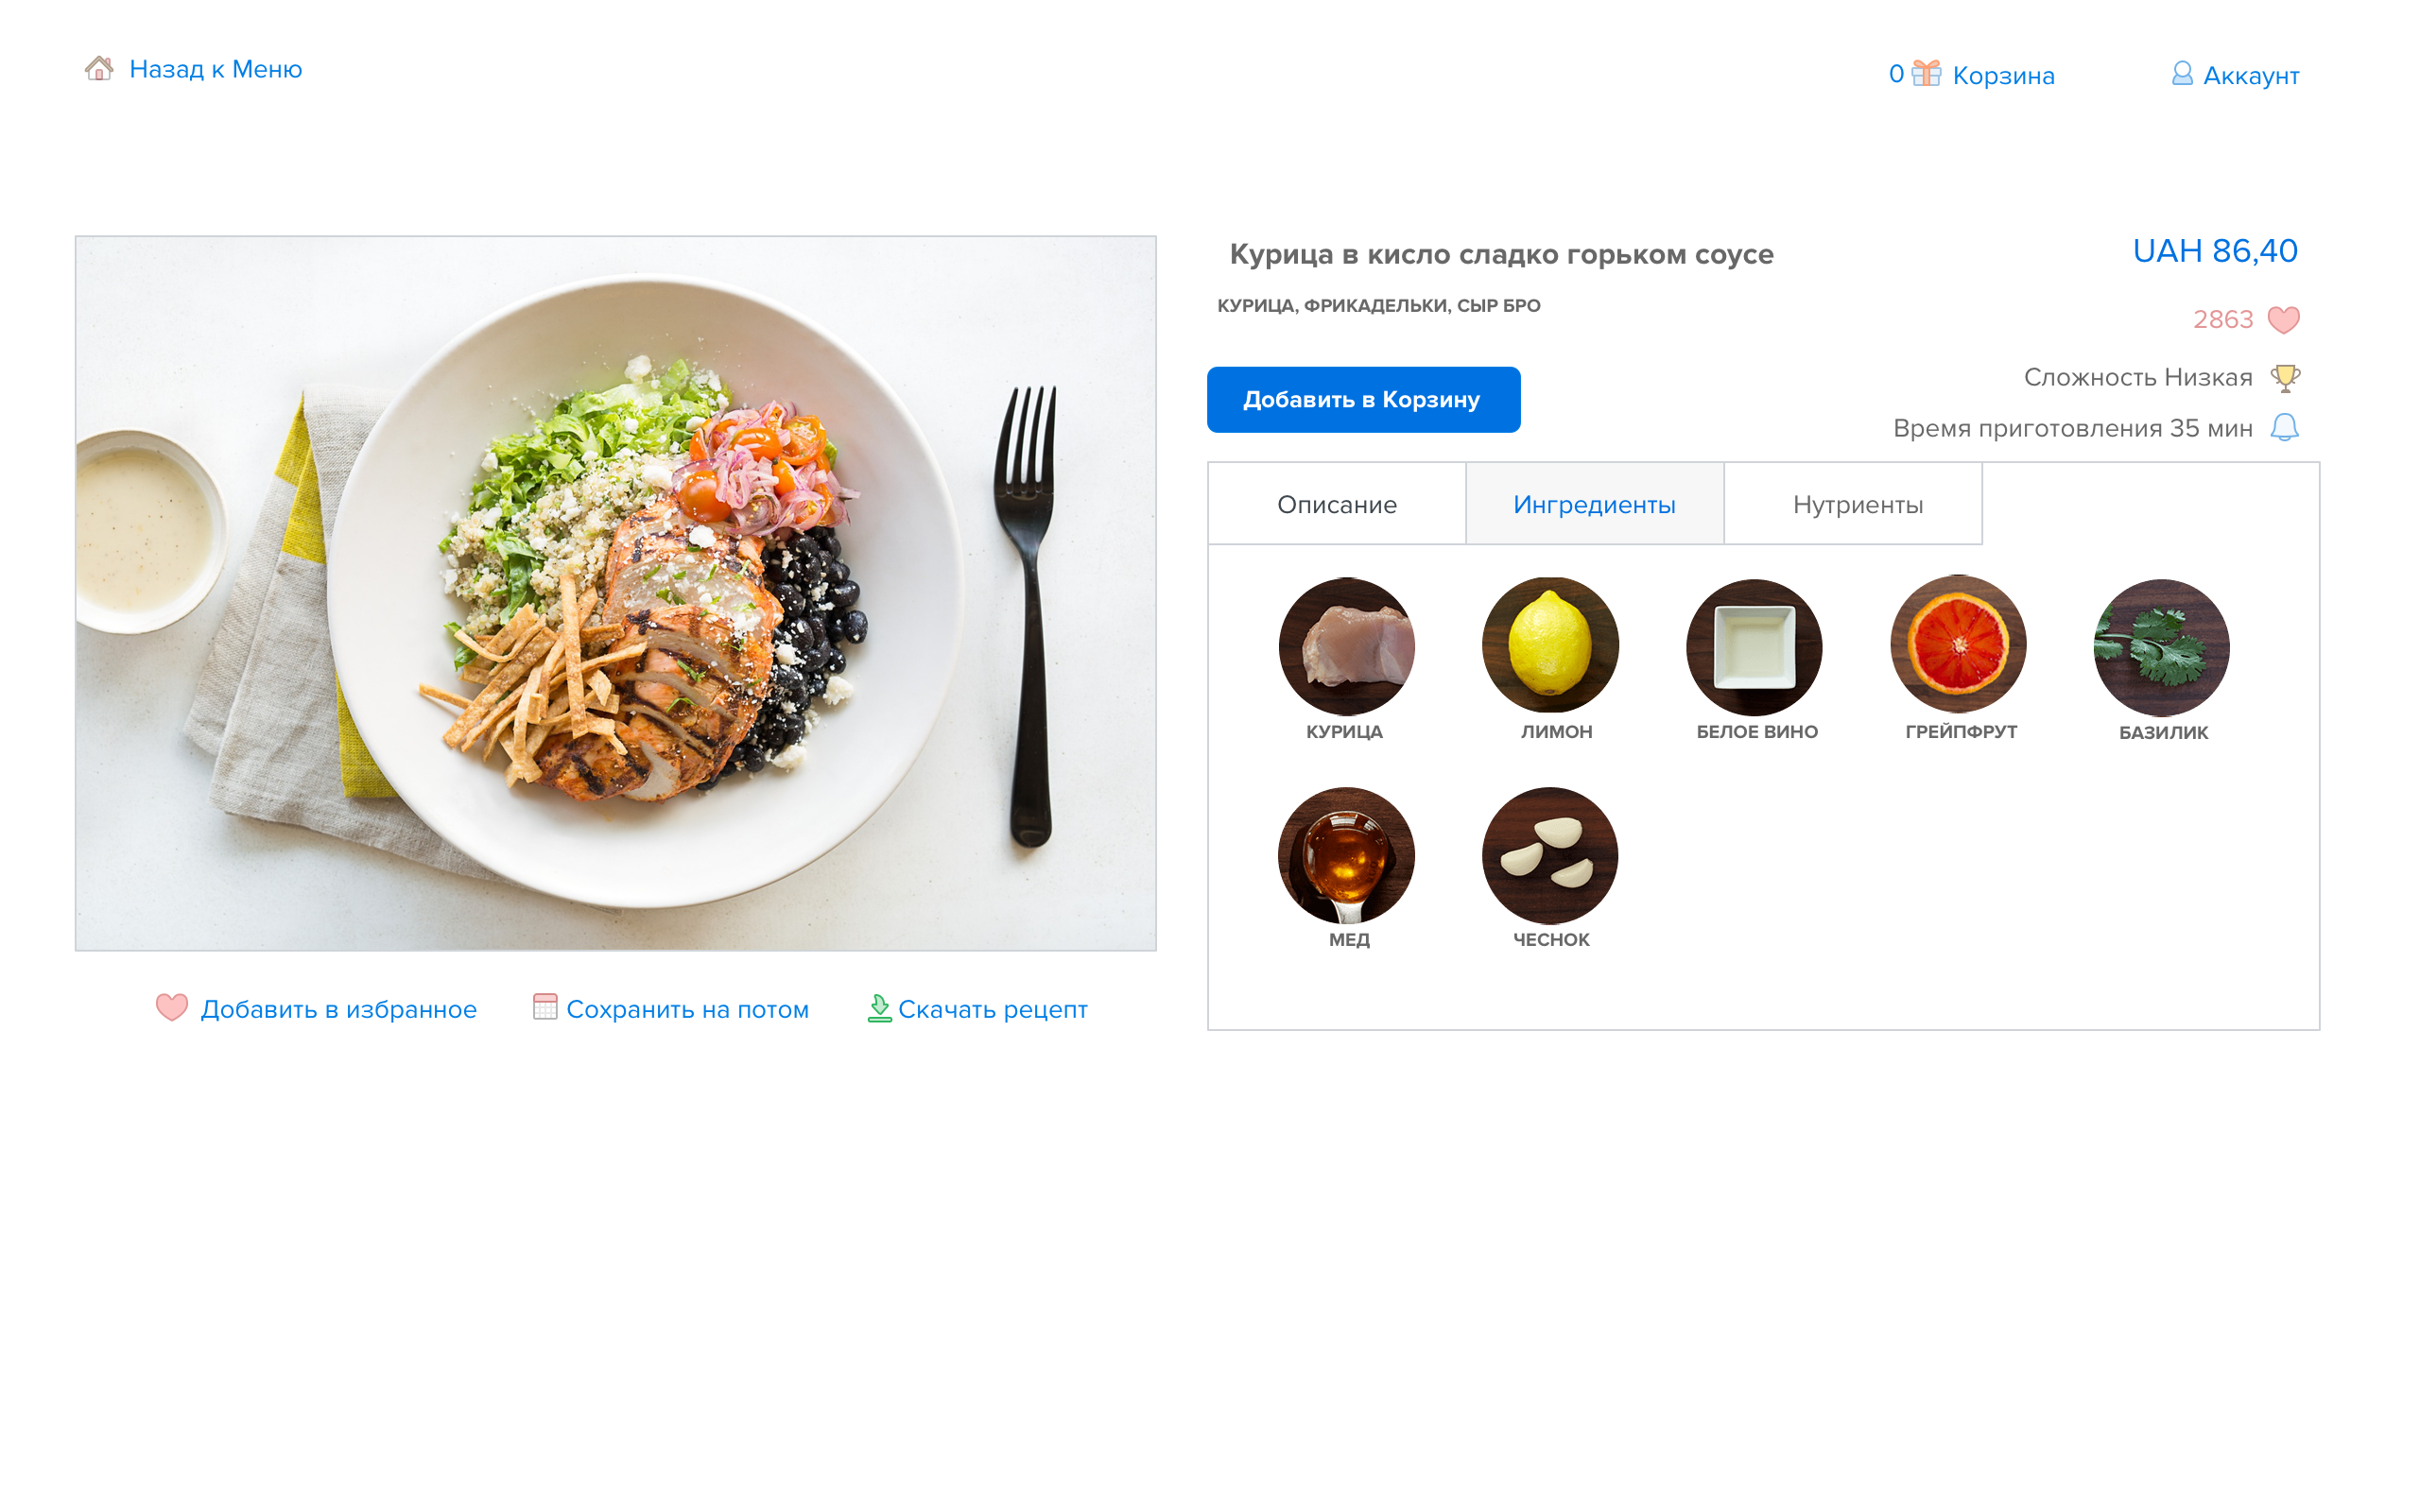 Назад к Меню
0 Корзина
Аккаунт
Курица в кисло сладко горьком соусе
UAH 86,40
КУРИЦА, ФРИКАДЕЛЬКИ, СЫР БРО
2863
Добавить в Корзину
Сложность Низкая
Время приготовления 35 мин
Описание
Ингредиенты
Нутриенты
КУРИЦА
ЛИМОН
БЕЛОЕ ВИНО
ГРЕЙПФРУТ
БАЗИЛИК
МЕД
ЧЕСНОК
Добавить в избранное
Сохранить на потом
Скачать рецепт